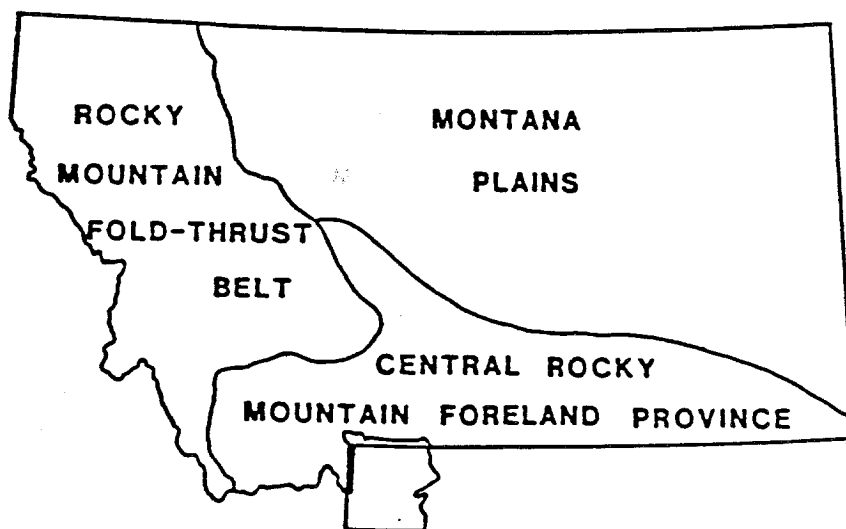 ROCKY
MOUNTAIN
FOLD-THRUST
BELT
MONTANA
PLAINS
CENTRAL ROCKY
MOUNTAIN FORELAND PROVINCE